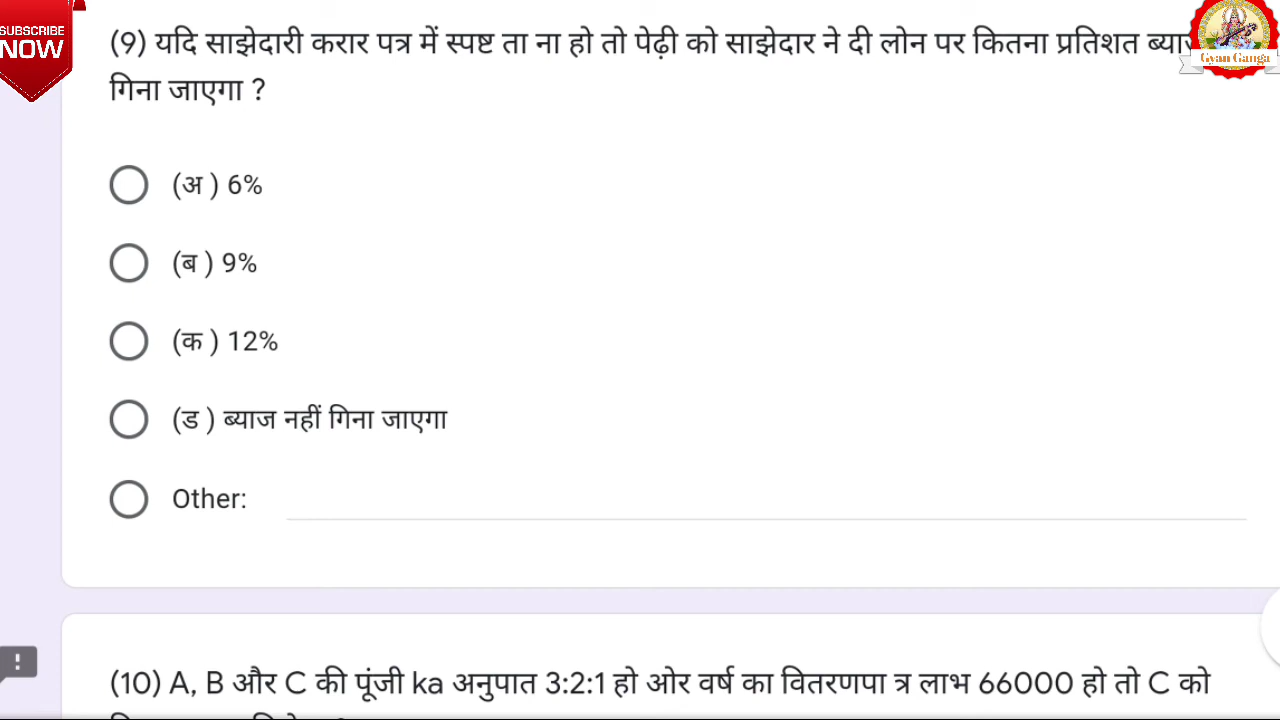 SUBSCRIBE
NOW
(9) यदि साझेदारी करार पत्र में स्पष्ट ता ना हो तो पेढ़ी को साझेदार ने दी लोन पर कितना प्रतिशत
Gyan Ganga
गिना जाएगा ?
(अ ) 6%
(ब ) 9%
(क ) 12%
(ड ) ब्याज नहीं गिना जाएगा
Other:
(10) A, B और C की पूंजी ka अनुपात 3:2:1 हो ओर वर्ष का वितरणपा त्र लाभ 66000 हो तो C को